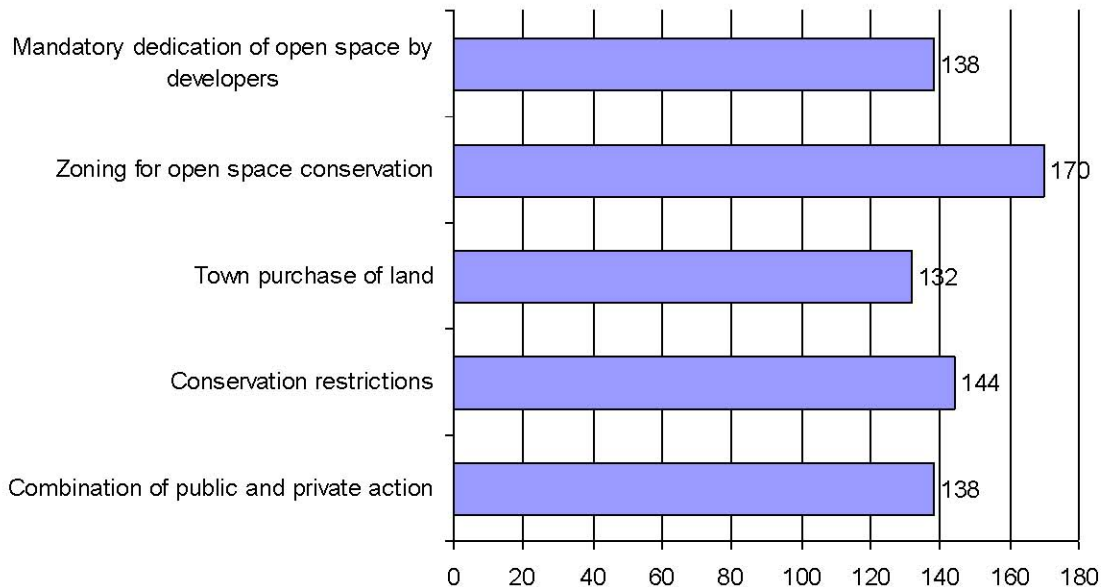 Mandatory dedication of open space by
developers
138
Zoning for open space conservation
170
Town purchase of land
132
Conservation restrictions
144
Combination of public and private action
138
0 20 40 60 80 100 120 140 160 180